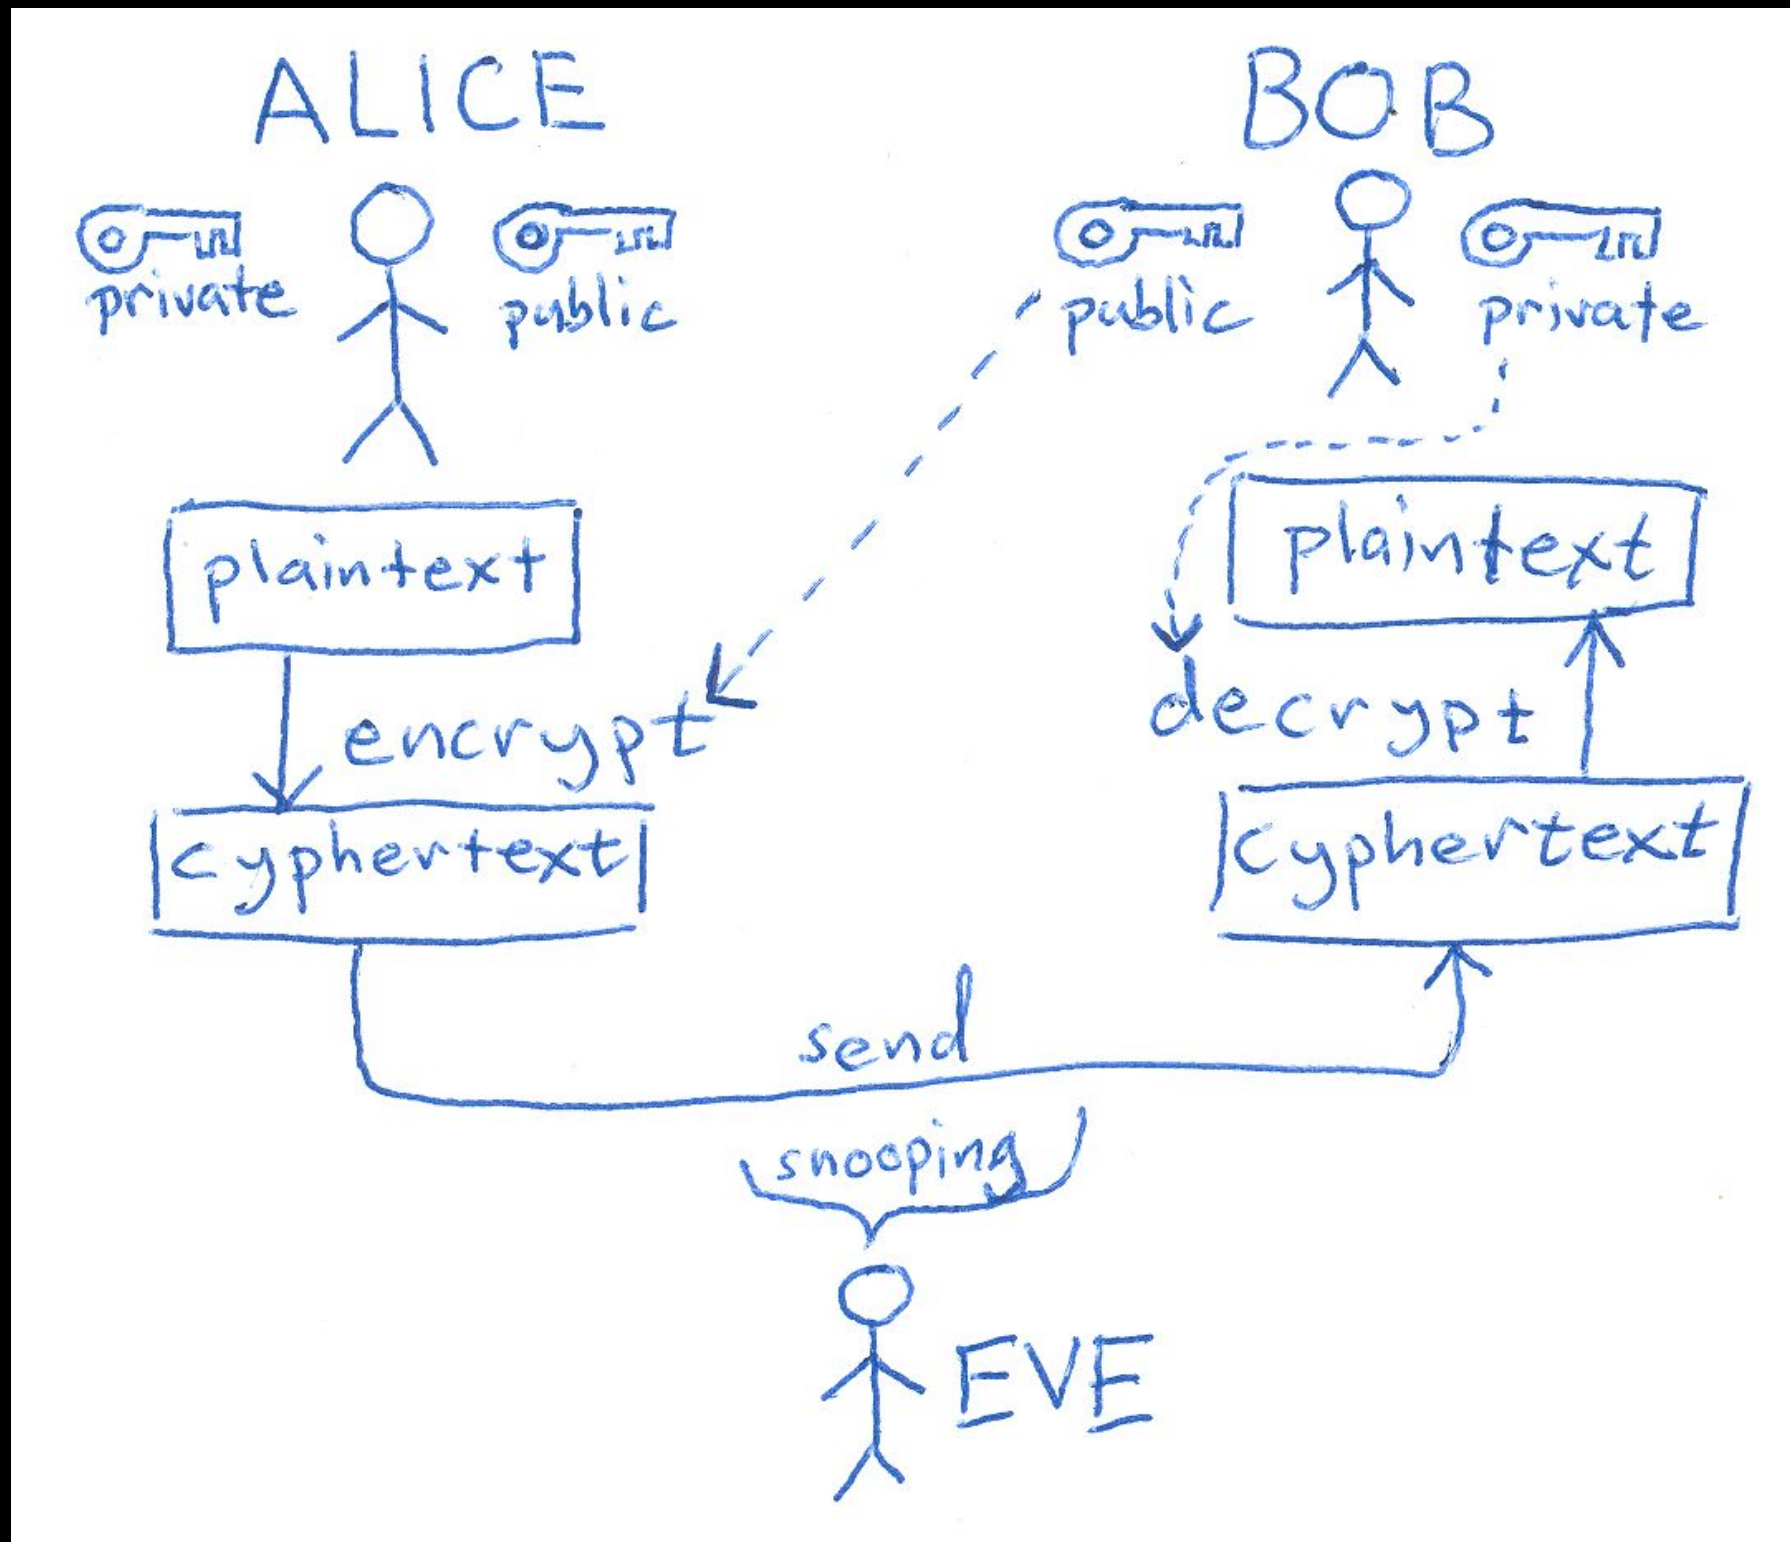 ALICE
BOB
private
public
public
private
plaintext
plaintext
encrypt
decrypt
cyphertext
cyphertext
send
snooping
EVE